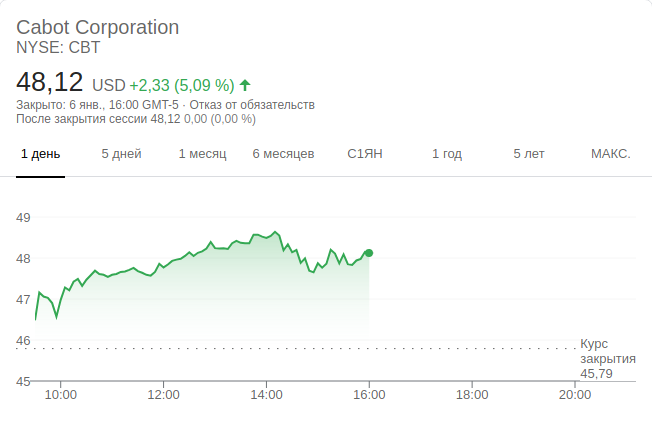 Cabot Corporation
NYSE: CBT
48,12 USD +2,33 (5,09 %)
Закрыто: 6 янв., 16:00 GMT-5 · Отказ от обязательств
После закрытия сессии 48,12 0,00 (0,00 %)
1 день 5 дней 1 месяц 6 месяцев С1ЯН 1 год 5 лет МАКС.
49
48
47
46
Курс
закрытия
45,79
45
10:00 12:00 14:00 16:00 18:00 20:00